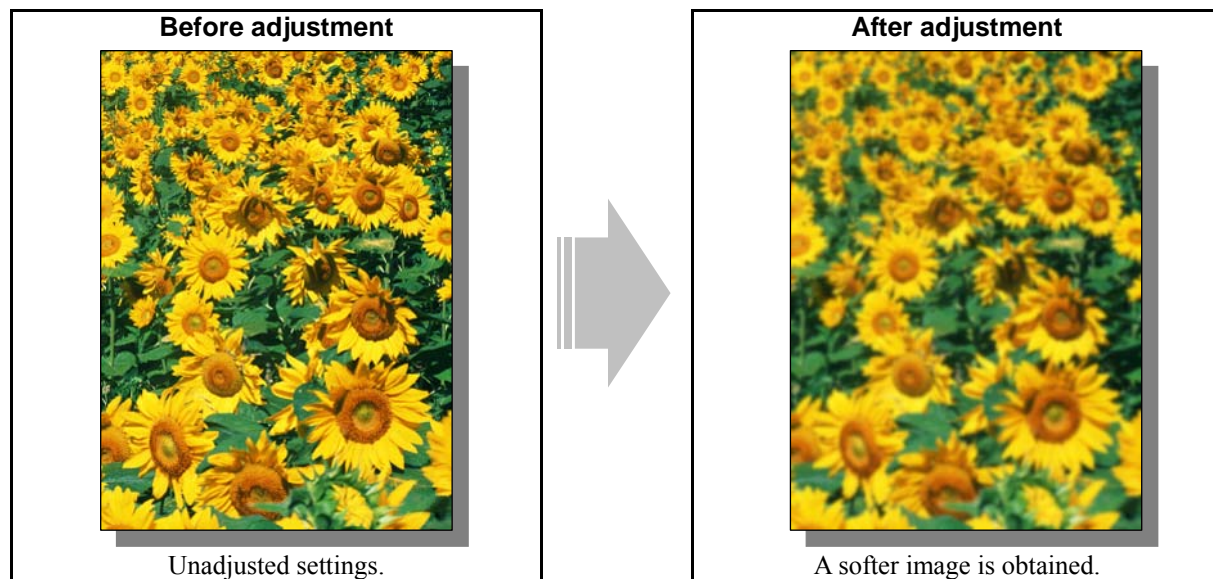 Before adjustment
Unadjusted settings.
After adjustment
A softer image is obtained.